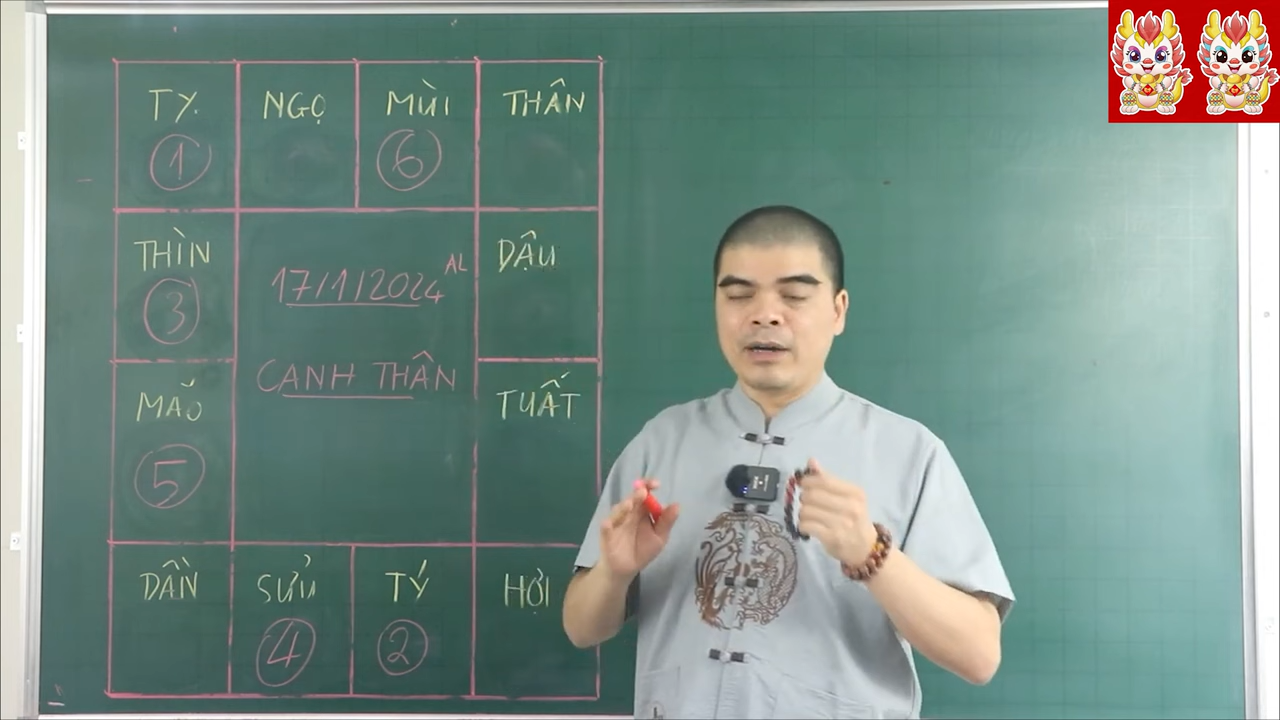 TỴ NGỌ MÙI THÂN
① ⑥
THÌN DẬU
③
17/1/2024 AL
CANH THÂN
MÃO TUẤT
⑤
DẦN SỬU TÝ HỢI
④ ②